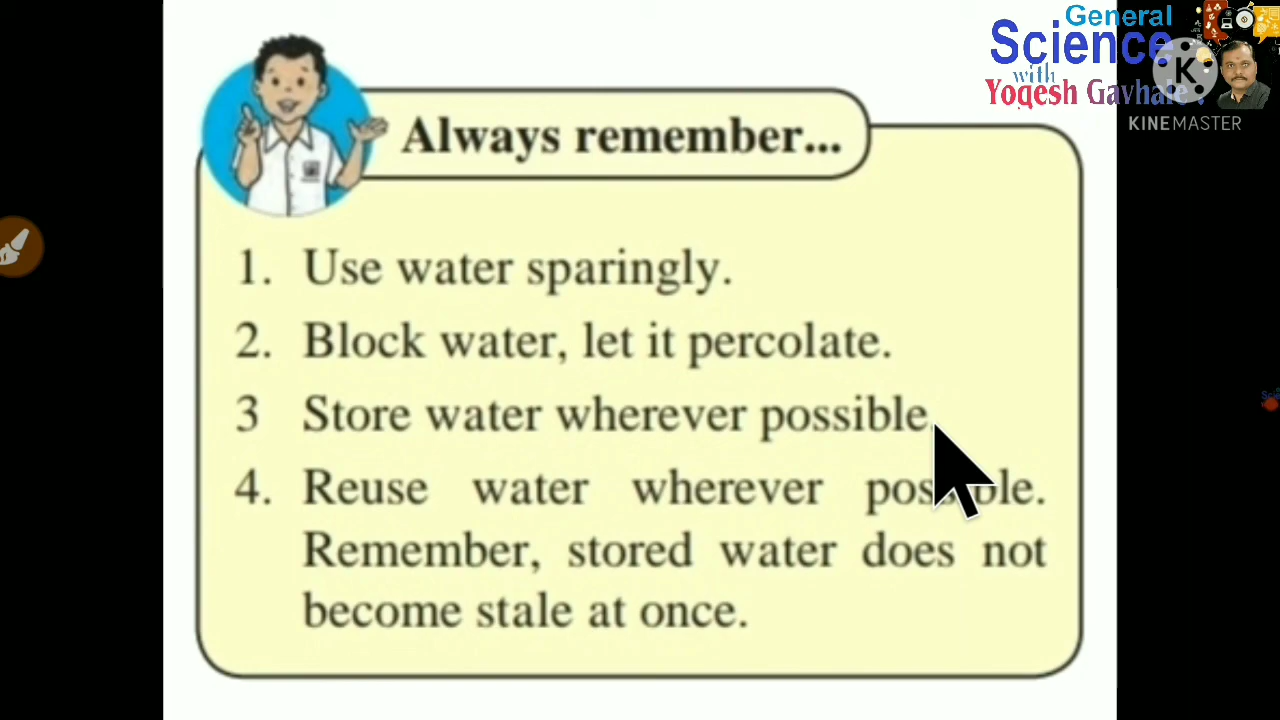 General
Science
with
Yogesh Gavhale .
K
KINEMASTER
Always remember...
1. Use water sparingly.
2. Block water, let it percolate.
3 Store water wherever possible.
4. Reuse water wherever possible.
Remember, stored water does not
become stale at once.